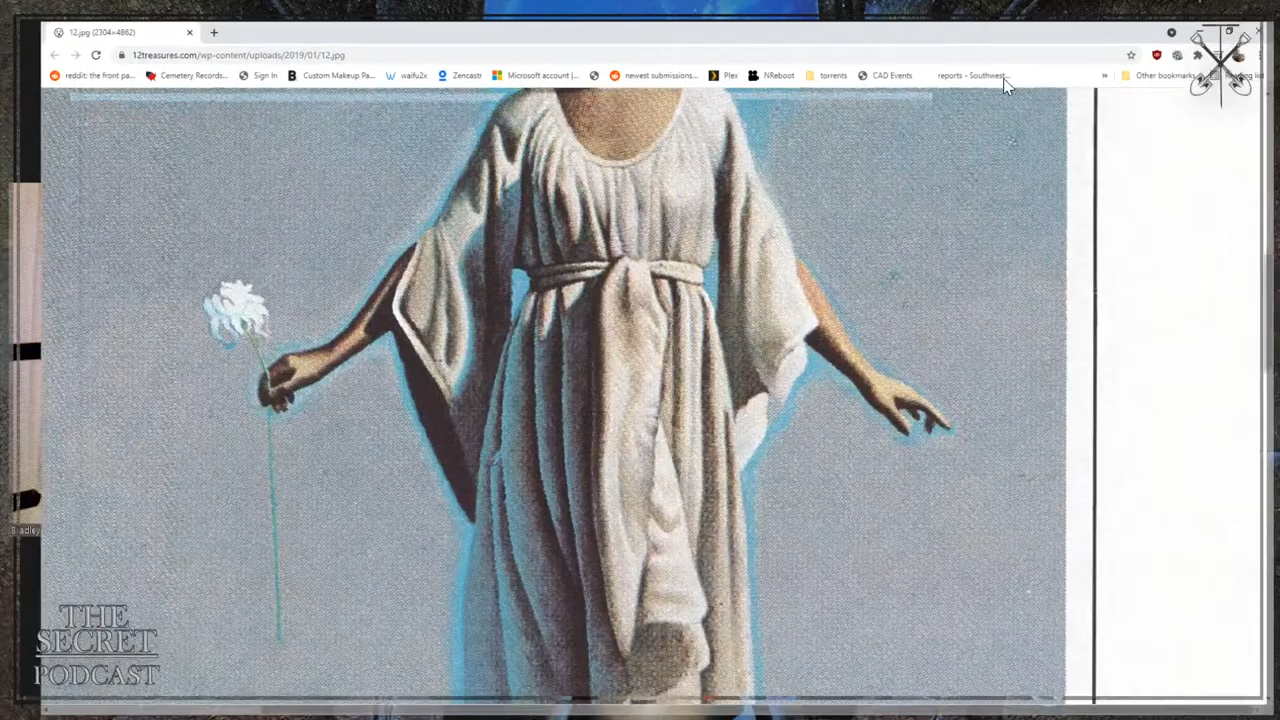 12.jpg (2304×4862)
12treasures.com/wp-content/uploads/2019/01/12.jpg
reddit: the front pa... Cemetery Records... Sign In Custom Makeup Pa... waifu2x Zencastr Microsoft account |... newest submissions... Plex NReboot torrents CAD Events reports - Southwest... » Other bookmarks
THE
SECRET
PODCAST